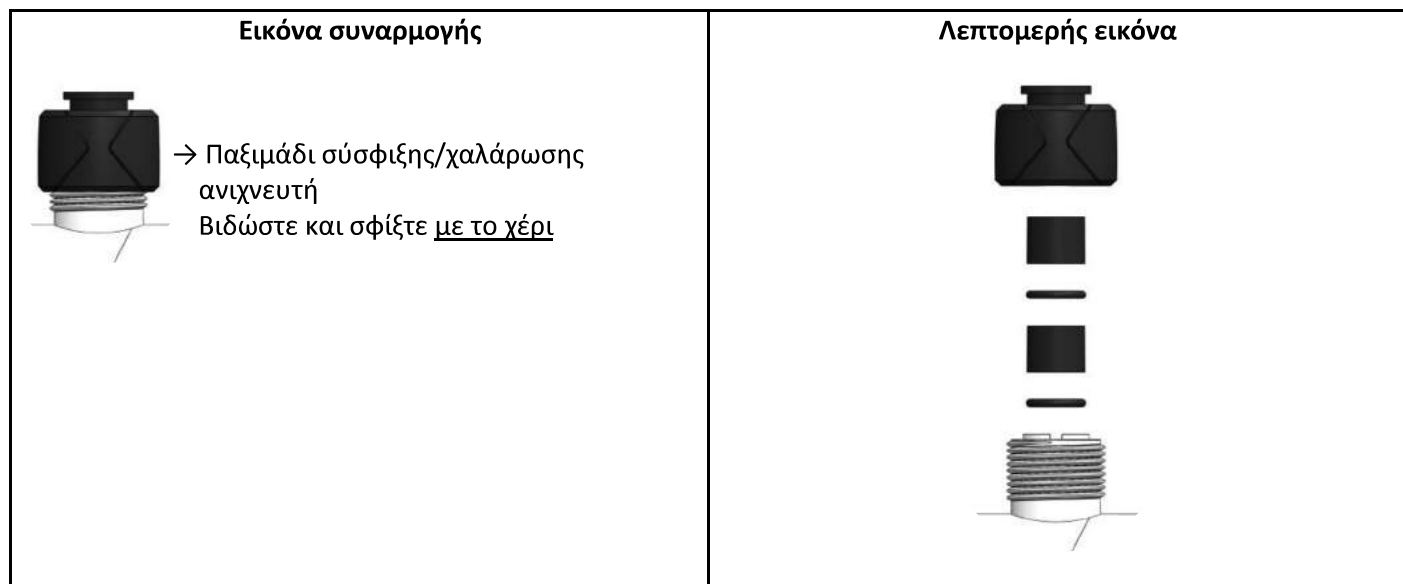 Εικόνα συναρμογής
Λεπτομερής εικόνα
→ Παξιμάδι σύσφιξης/χαλάρωσης
ανιχνευτή
Βιδώστε και σφίξτε με το χέρι